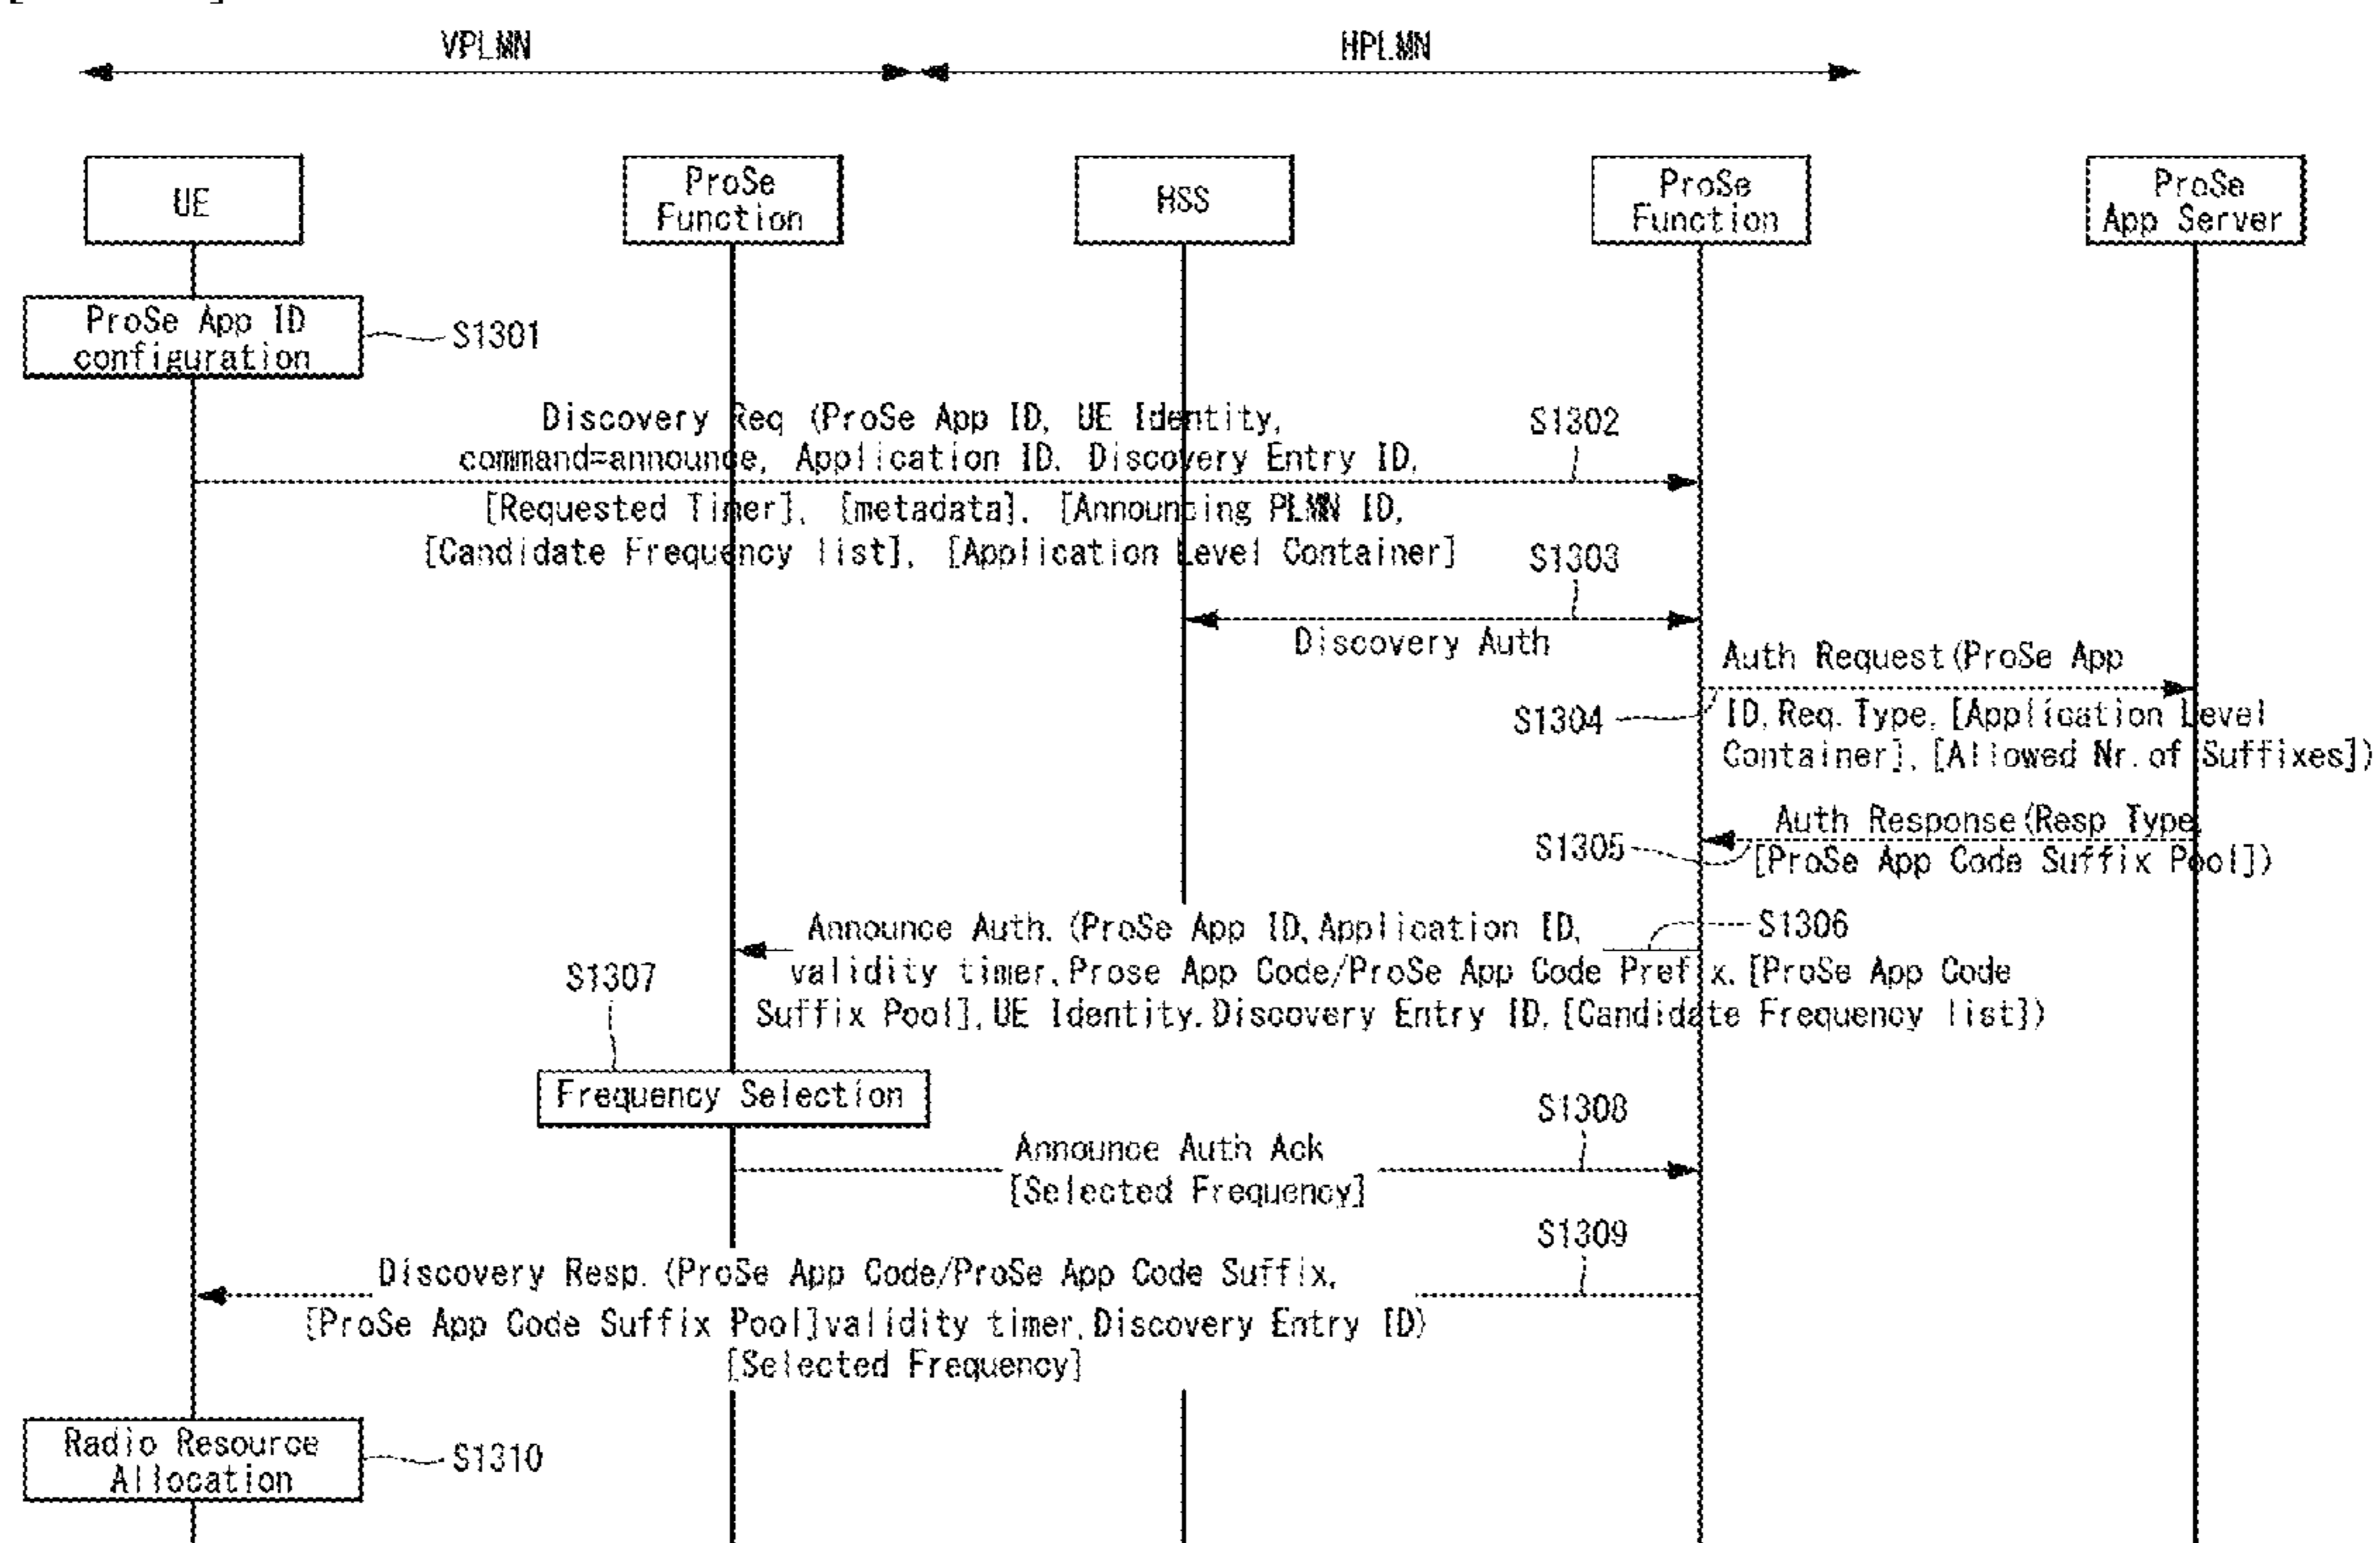 VPLMN
HPLMN
UE
ProSe
Function
HSS
ProSe
Function
ProSe
App Server
ProSe App ID
configuration
S1301
Discovery Req (ProSe App ID, UE Identity,
command=announce, Application ID, Discovery Entry ID,
[Requested Timer], [metadata], [Announcing PLMN ID,
[Candidate Frequency list], [Application Level Container]
S1302
S1303
Discovery Auth
Auth Request(ProSe App
ID, Req. Type, [Application Level
Container], [Allowed Nr. of Suffixes])
S1304
Auth Response(Resp Type,
[ProSe App Code Suffix Pool])
S1305
Announce Auth. (ProSe App ID, Application ID,
validity timer, Prose App Code/ProSe App Code Prefix, [ProSe App Code
Suffix Pool], UE Identity, Discovery Entry ID, [Candidate Frequency list])
S1306
S1307
Frequency Selection
S1308
Announce Auth Ack
[Selected Frequency]
S1309
Discovery Resp. (ProSe App Code/ProSe App Code Suffix,
[ProSe App Code Suffix Pool]validity timer, Discovery Entry ID)
[Selected Frequency]
Radio Resource
Allocation
S1310